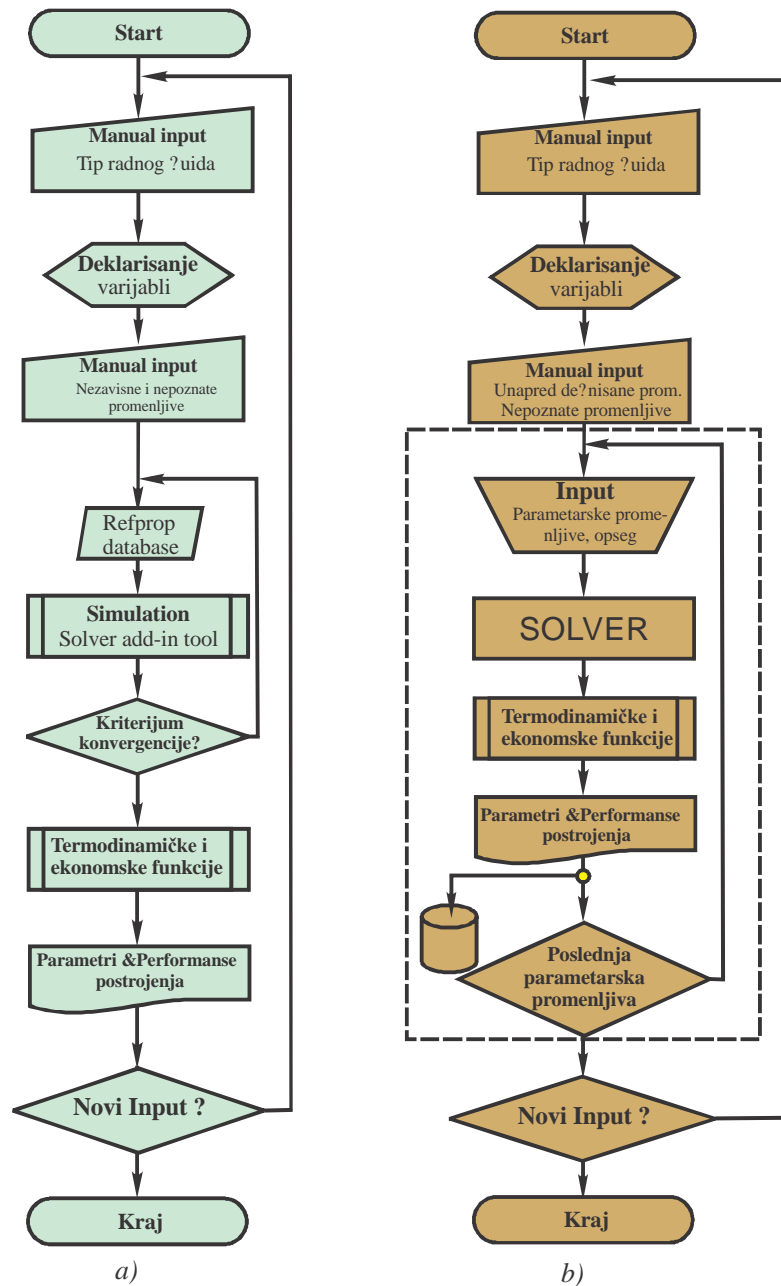 Start
Manual input
Tip radnog ?uida
Deklarisanje
varijabli
Manual input
Nezavisne i nepoznate
promenljive
Refprop
database
Simulation
Solver add-in tool
Kriterijum
konvergencije?
Termodinamičke i
ekonomske funkcije
Parametri &Performanse
postrojenja
Novi Input ?
Kraj
a)
Start
Manual input
Tip radnog ?uida
Deklarisanje
varijabli
Manual input
Unapred de?nisane prom.
Nepoznate promenljive
Input
Parametarske prome-
njlive, opseg
SOLVER
Termodinamičke i
ekonomske funkcije
Parametri &Performanse
postrojenja
Poslednja
parametarska
promenljiva
Novi Input ?
Kraj
b)